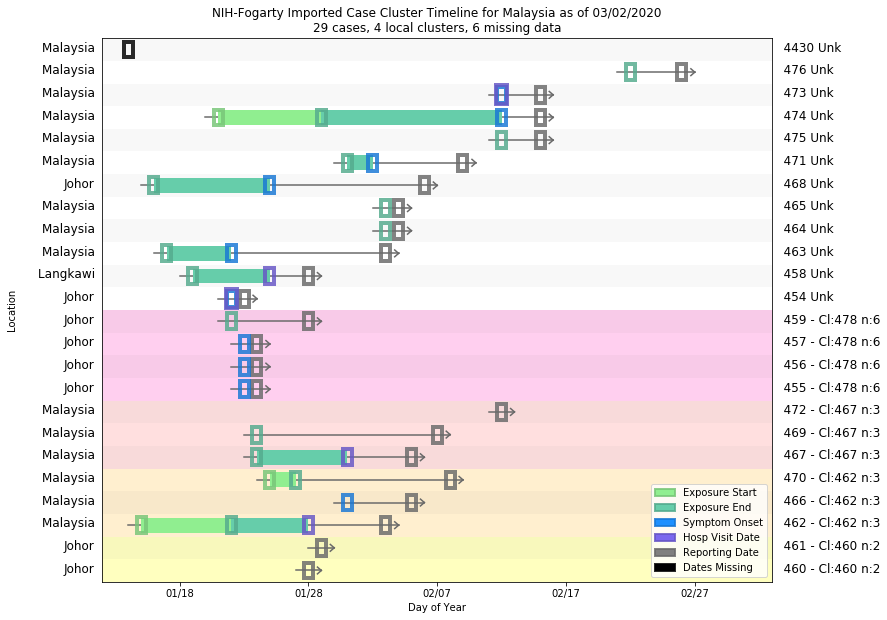 NIH-Fogarty Imported Case Cluster Timeline for Malaysia as of 03/02/2020
29 cases, 4 local clusters, 6 missing data
Malaysia 4430 Unk
Malaysia 476 Unk
Malaysia 473 Unk
Malaysia 474 Unk
Malaysia 475 Unk
Malaysia 471 Unk
Johor 468 Unk
Malaysia 465 Unk
Malaysia 464 Unk
Malaysia 463 Unk
Langkawi 458 Unk
Johor 454 Unk
Johor 459 - Cl:478 n:6
Johor 457 - Cl:478 n:6
Johor 456 - Cl:478 n:6
Johor 455 - Cl:478 n:6
Malaysia 472 - Cl:467 n:3
Malaysia 469 - Cl:467 n:3
Malaysia 467 - Cl:467 n:3
Malaysia 470 - Cl:462 n:3
Malaysia 466 - Cl:462 n:3
Malaysia 462 - Cl:462 n:3
Johor 461 - Cl:460 n:2
Johor 460 - Cl:460 n:2
Location
Exposure Start
Exposure End
Symptom Onset
Hosp Visit Date
Reporting Date
Dates Missing
01/18 01/28 02/07 02/17 02/27
Day of Year